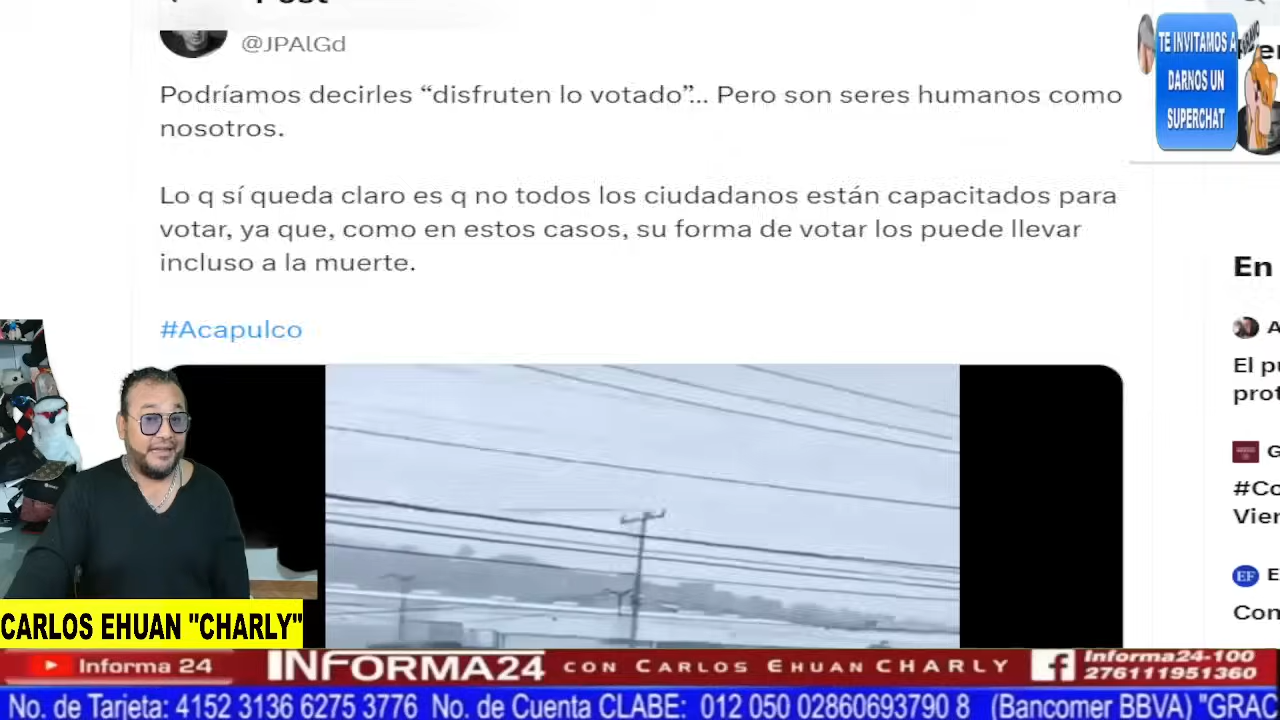 @JPAlGd
Podríamos decirles “disfruten lo votado”... Pero son seres humanos como
nosotros.
Lo q sí queda claro es q no todos los ciudadanos están capacitados para
votar, ya que, como en estos casos, su forma de votar los puede llevar
incluso a la muerte.
#Acapulco
TE INVITAMOS A
DARNOS UN
SUPERCHAT
En
El pu
prot
#Co
Vier
EF E
Con
CARLOS EHUAN "CHARLY"
Informa 24
INFORMA24 CON CARLOS EHUAN CHARLY
Informa24-100
276111951360
No. de Tarjeta: 4152 3136 6275 3776 No. de Cuenta CLABE: 012 050 02860693790 8 (Bancomer BBVA) "GRAC